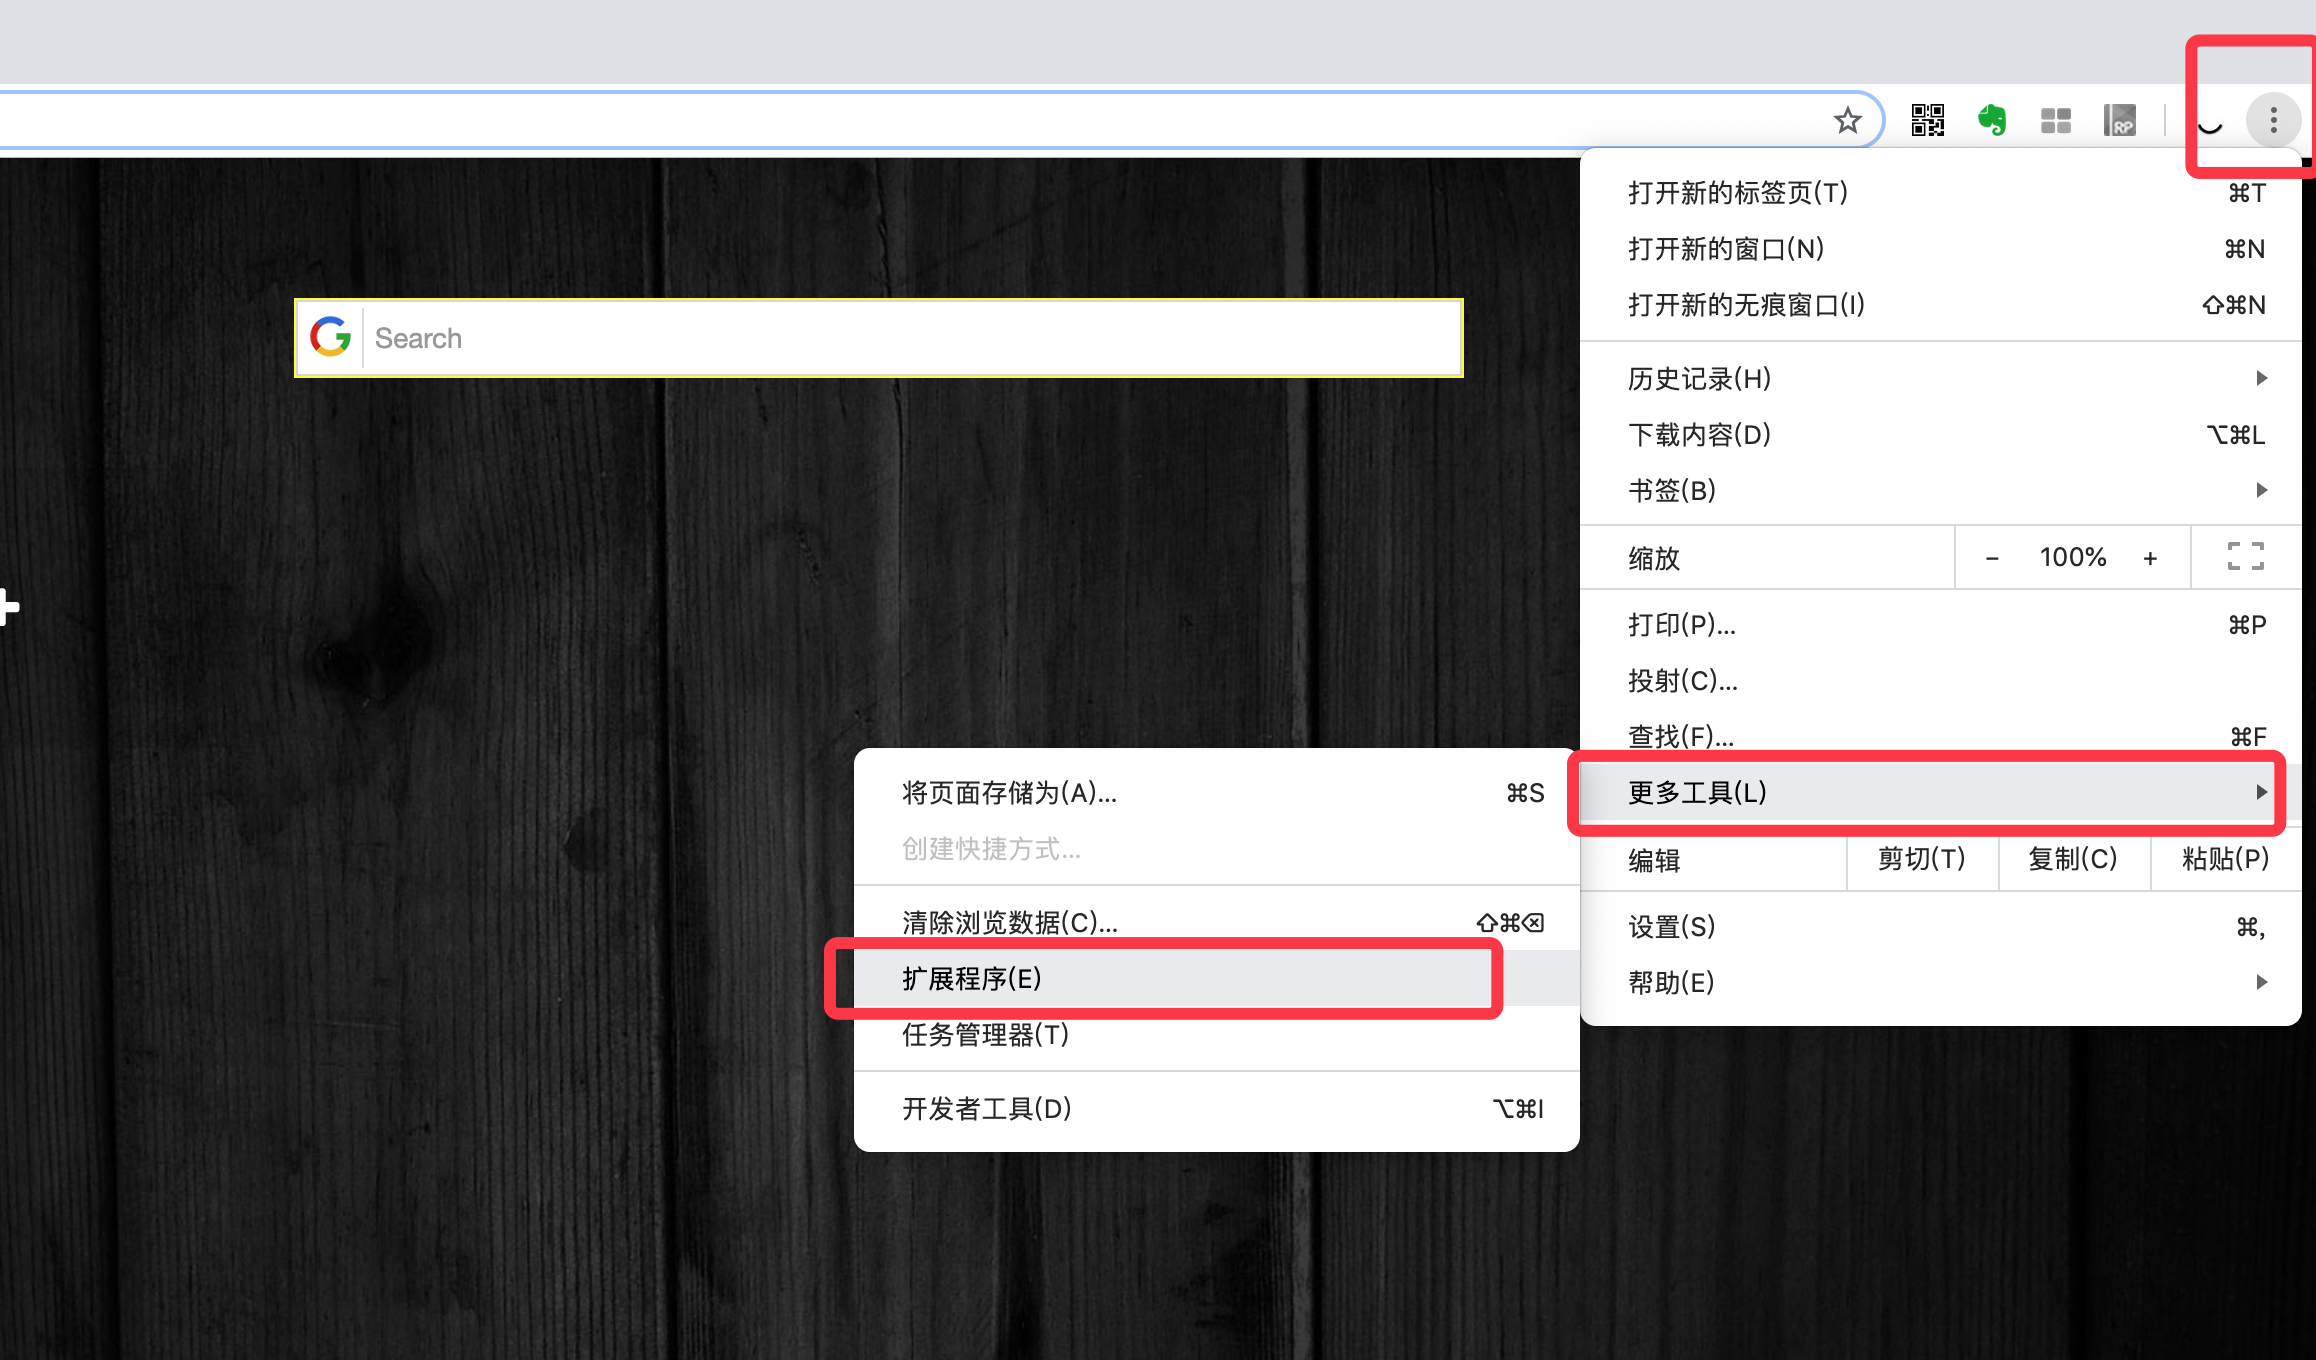 RP
打开新的标签页(T) ⌘T
打开新的窗口(N) ⌘N
打开新的无痕窗口(I) ⇧⌘N
Search
历史记录(H)
下载内容(D) ⌥⌘L
书签(B)
缩放 − 100% +
打印(P)... ⌘P
投射(C)...
查找(F)... ⌘F
更多工具(L)
编辑 剪切(T) 复制(C) 粘贴(P)
设置(S) ⌘,
帮助(E)
将页面存储为(A)... ⌘S
创建快捷方式...
清除浏览数据(C)... ⇧⌘⌫
扩展程序(E)
任务管理器(T)
开发者工具(D) ⌥⌘I